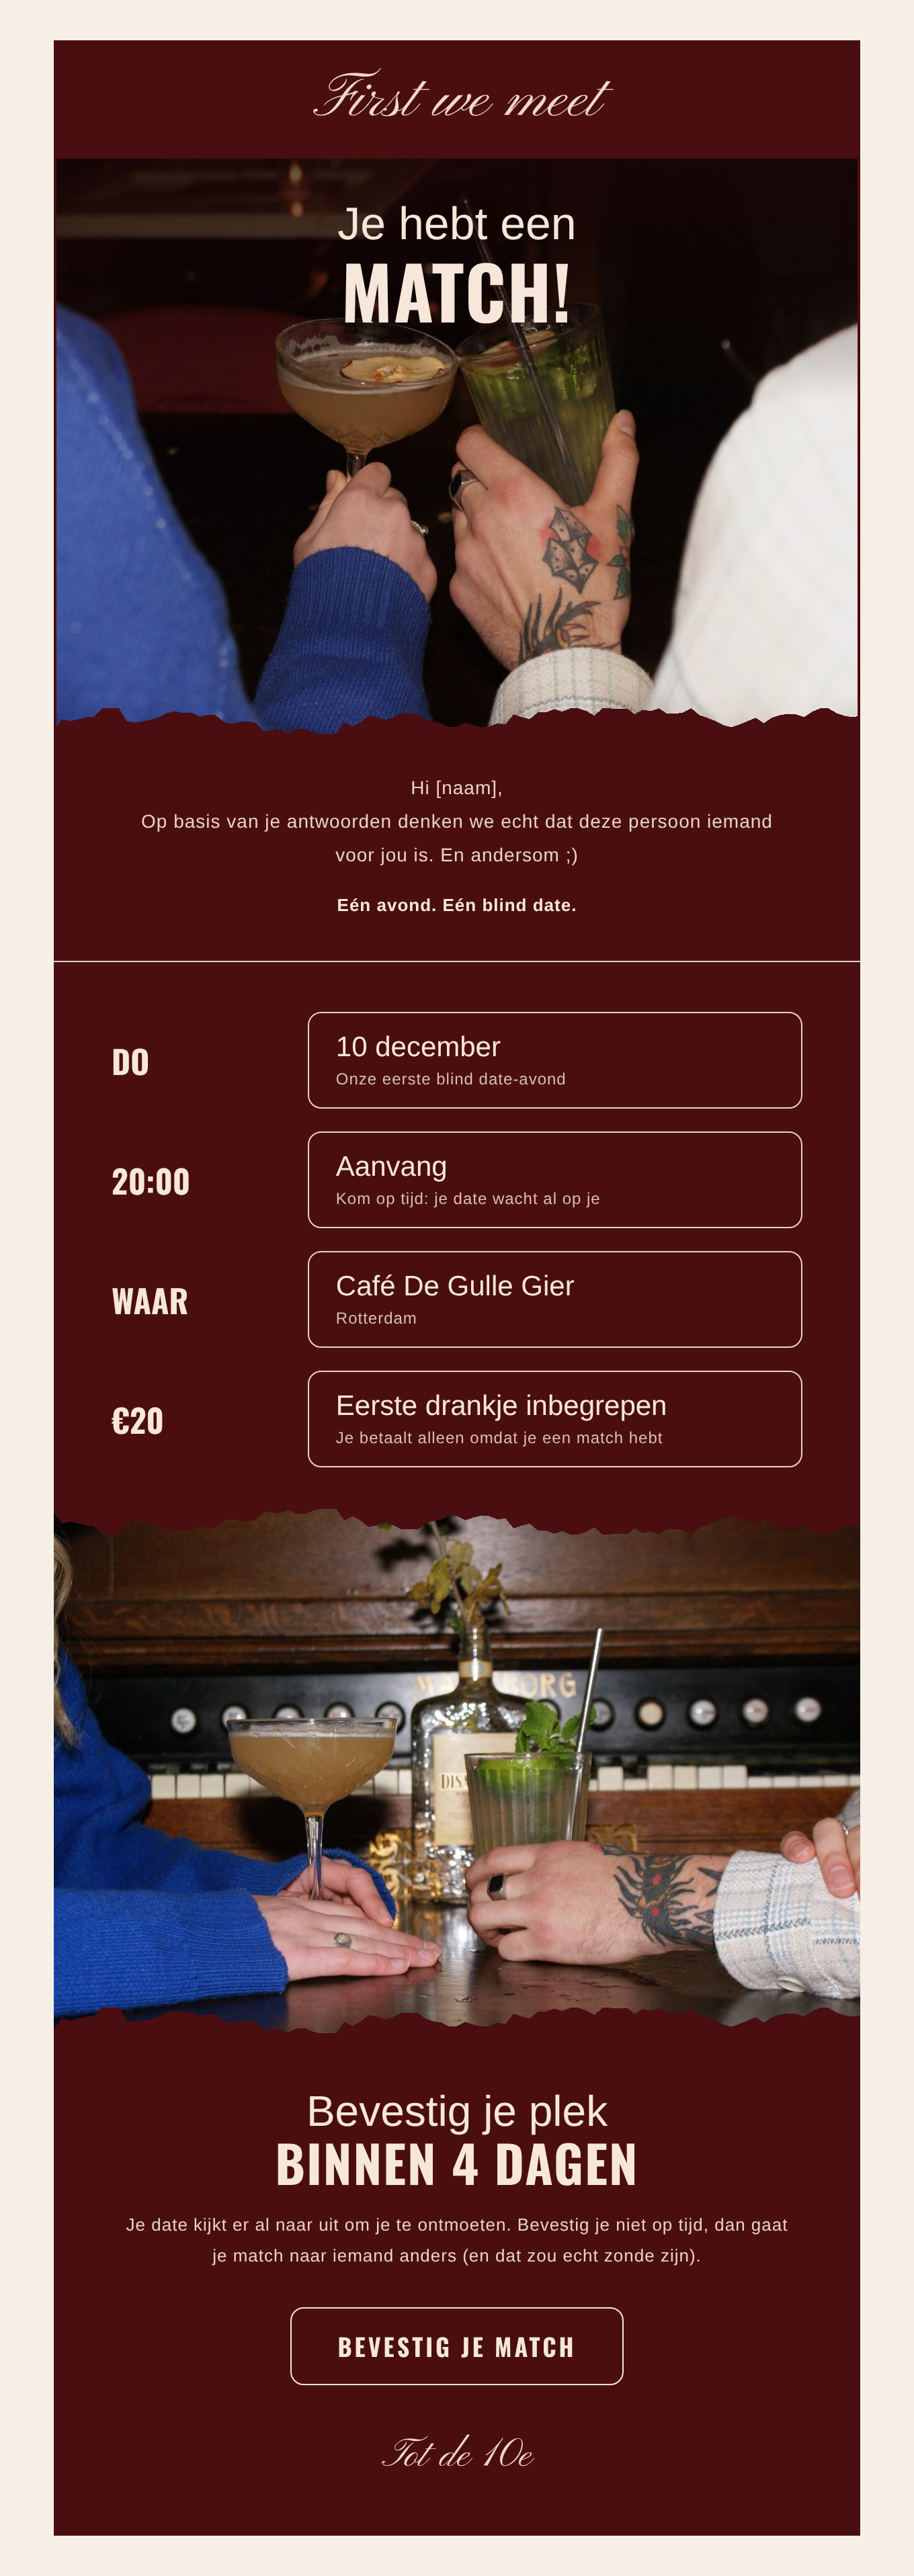 First we meet
Je hebt een
MATCH!
Hi [naam],
Op basis van je antwoorden denken we echt dat deze persoon iemand
voor jou is. En andersom ;)
Eén avond. Eén blind date.
DO
10 december
Onze eerste blind date-avond
20:00
Aanvang
Kom op tijd: je date wacht al op je
WAAR
Café De Gulle Gier
Rotterdam
€20
Eerste drankje inbegrepen
Je betaalt alleen omdat je een match hebt
Bevestig je plek
BINNEN 4 DAGEN
Je date kijkt er al naar uit om je te ontmoeten. Bevestig je niet op tijd, dan gaat
je match naar iemand anders (en dat zou echt zonde zijn).
BEVESTIG JE MATCH
Tot de 10e